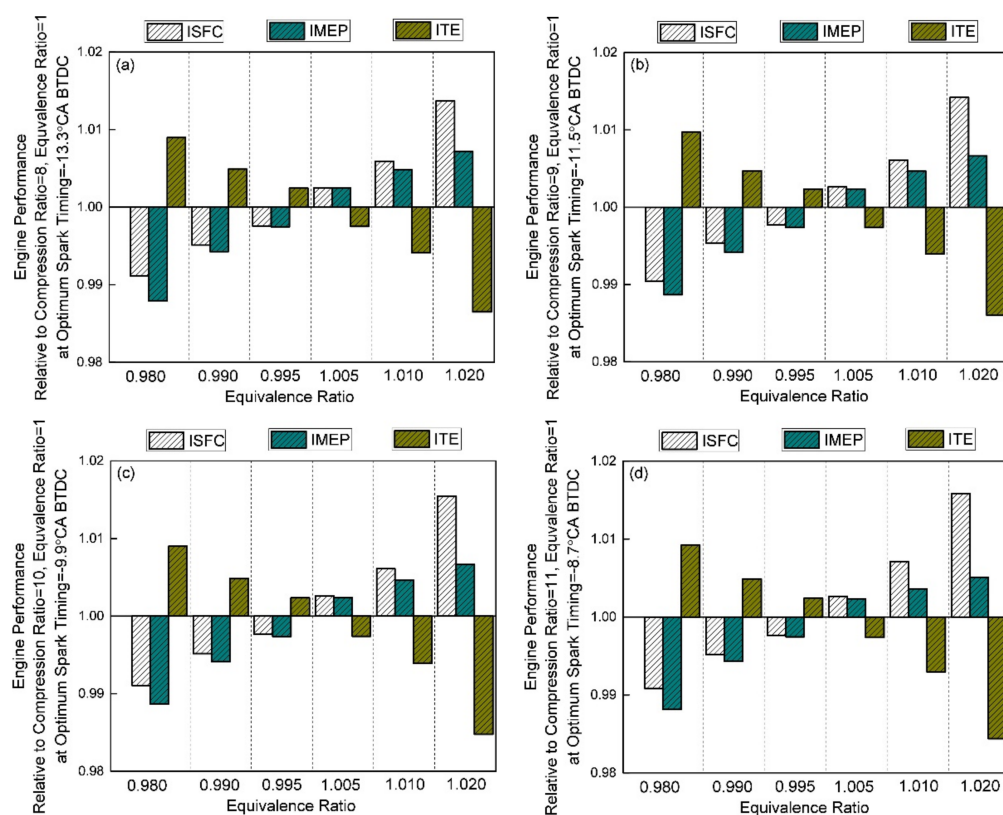 ISFC IMEP ITE
(a)
Engine Performance
Relative to Compression Ratio=8, Equvalence Ratio=1
at Optimum Spark Timing=-13.3°CA BTDC
1.02
1.01
1.00
0.99
0.98
0.980 0.990 0.995 1.005 1.010 1.020
Equivalence Ratio
ISFC IMEP ITE
(b)
Engine Performance
Relative to Compression Ratio=9, Equvalence Ratio=1
at Optimum Spark Timing=-11.5°CA BTDC
1.02
1.01
1.00
0.99
0.98
0.980 0.990 0.995 1.005 1.010 1.020
Equivalence Ratio
ISFC IMEP ITE
(c)
Engine Performance
Relative to Compression Ratio=10, Equvalence Ratio=1
at Optimum Spark Timing=-9.9°CA BTDC
1.02
1.01
1.00
0.99
0.98
0.980 0.990 0.995 1.005 1.010 1.020
Equivalence Ratio
ISFC IMEP ITE
(d)
Engine Performance
Relative to Compression Ratio=11, Equvalence Ratio=1
at Optimum Spark Timing=-8.7°CA BTDC
1.02
1.01
1.00
0.99
0.98
0.980 0.990 0.995 1.005 1.010 1.020
Equivalence Ratio